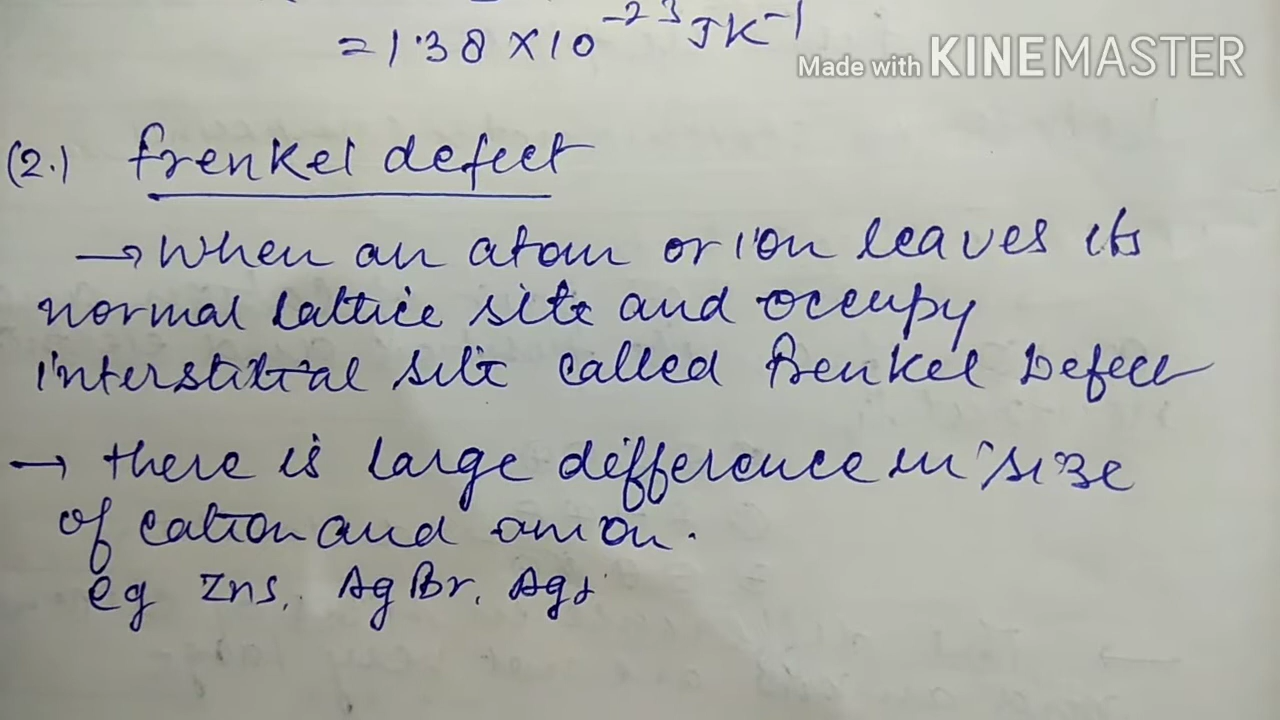 = 1.38 × 10⁻²³ JK⁻¹
Made with KINEMASTER
(2.) frenkel defect
→ When an atom or ion leaves its
normal lattice site and occupy
interstitial site called Frenkel Defect
→ there is large difference in size
of cation and anion.
eg ZnS, AgBr, AgI